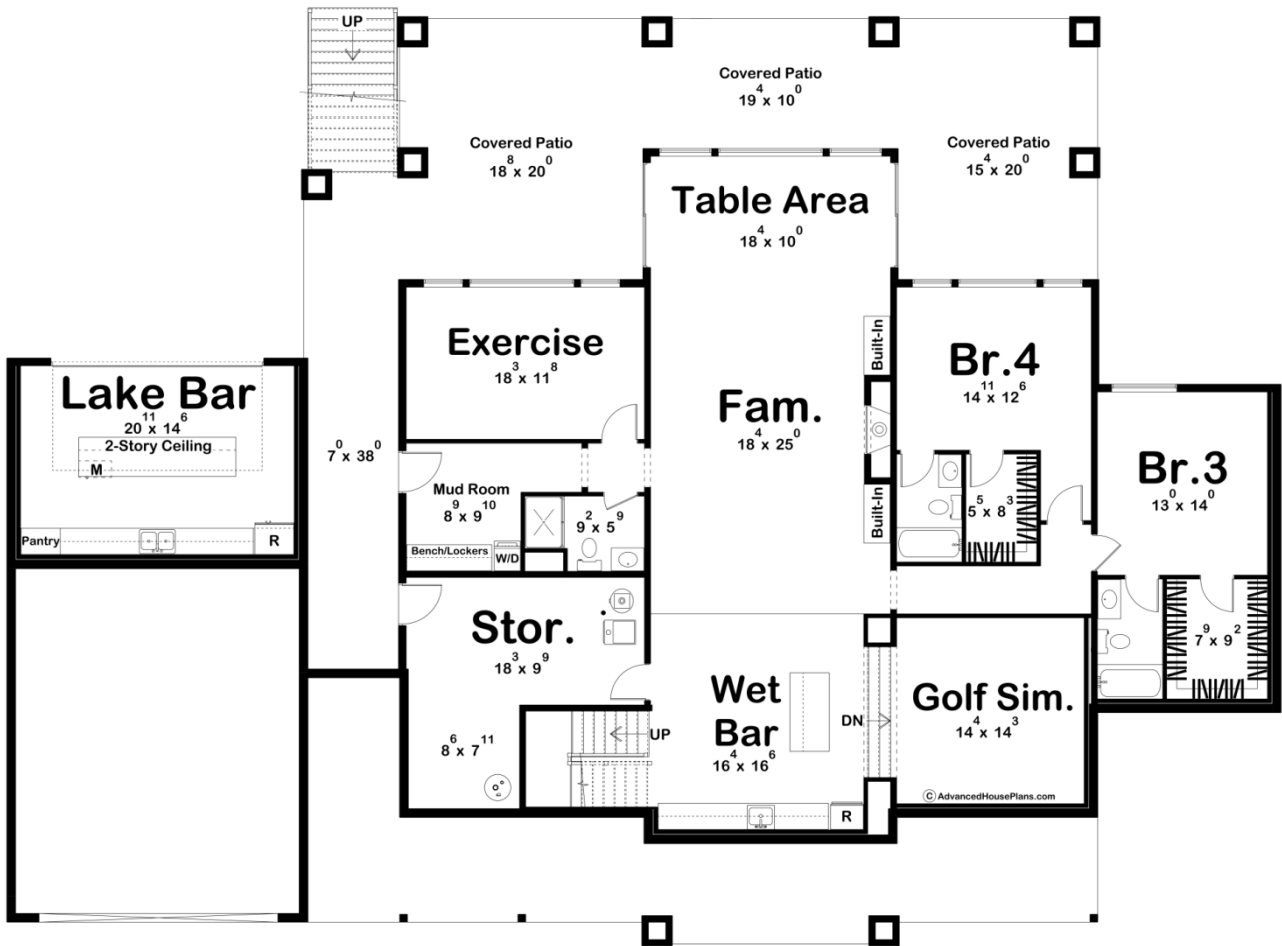 UP
Covered Patio
19⁴ x 10⁰
Covered Patio
18⁸ x 20⁰
Covered Patio
15⁴ x 20⁰
Table Area
18⁴ x 10⁰
Exercise
18³ x 11⁸
Built-In
Br.4
14¹¹ x 12⁶
Lake Bar
20¹¹ x 14⁶
2-Story Ceiling
M
Pantry
R
7⁰ x 38⁰
Fam.
18⁴ x 25⁰
Br.3
13⁰ x 14⁰
Mud Room
8⁹ x 9¹⁰
9² x 5⁹
Bench/Lockers
W/D
Built-In
5⁵ x 8³
Stor.
18³ x 9⁹
7⁹ x 9²
Wet
Bar
16⁴ x 16⁶
UP
DN
Golf Sim.
14⁴ x 14³
8⁶ x 7¹¹
R
© AdvancedHousePlans.com